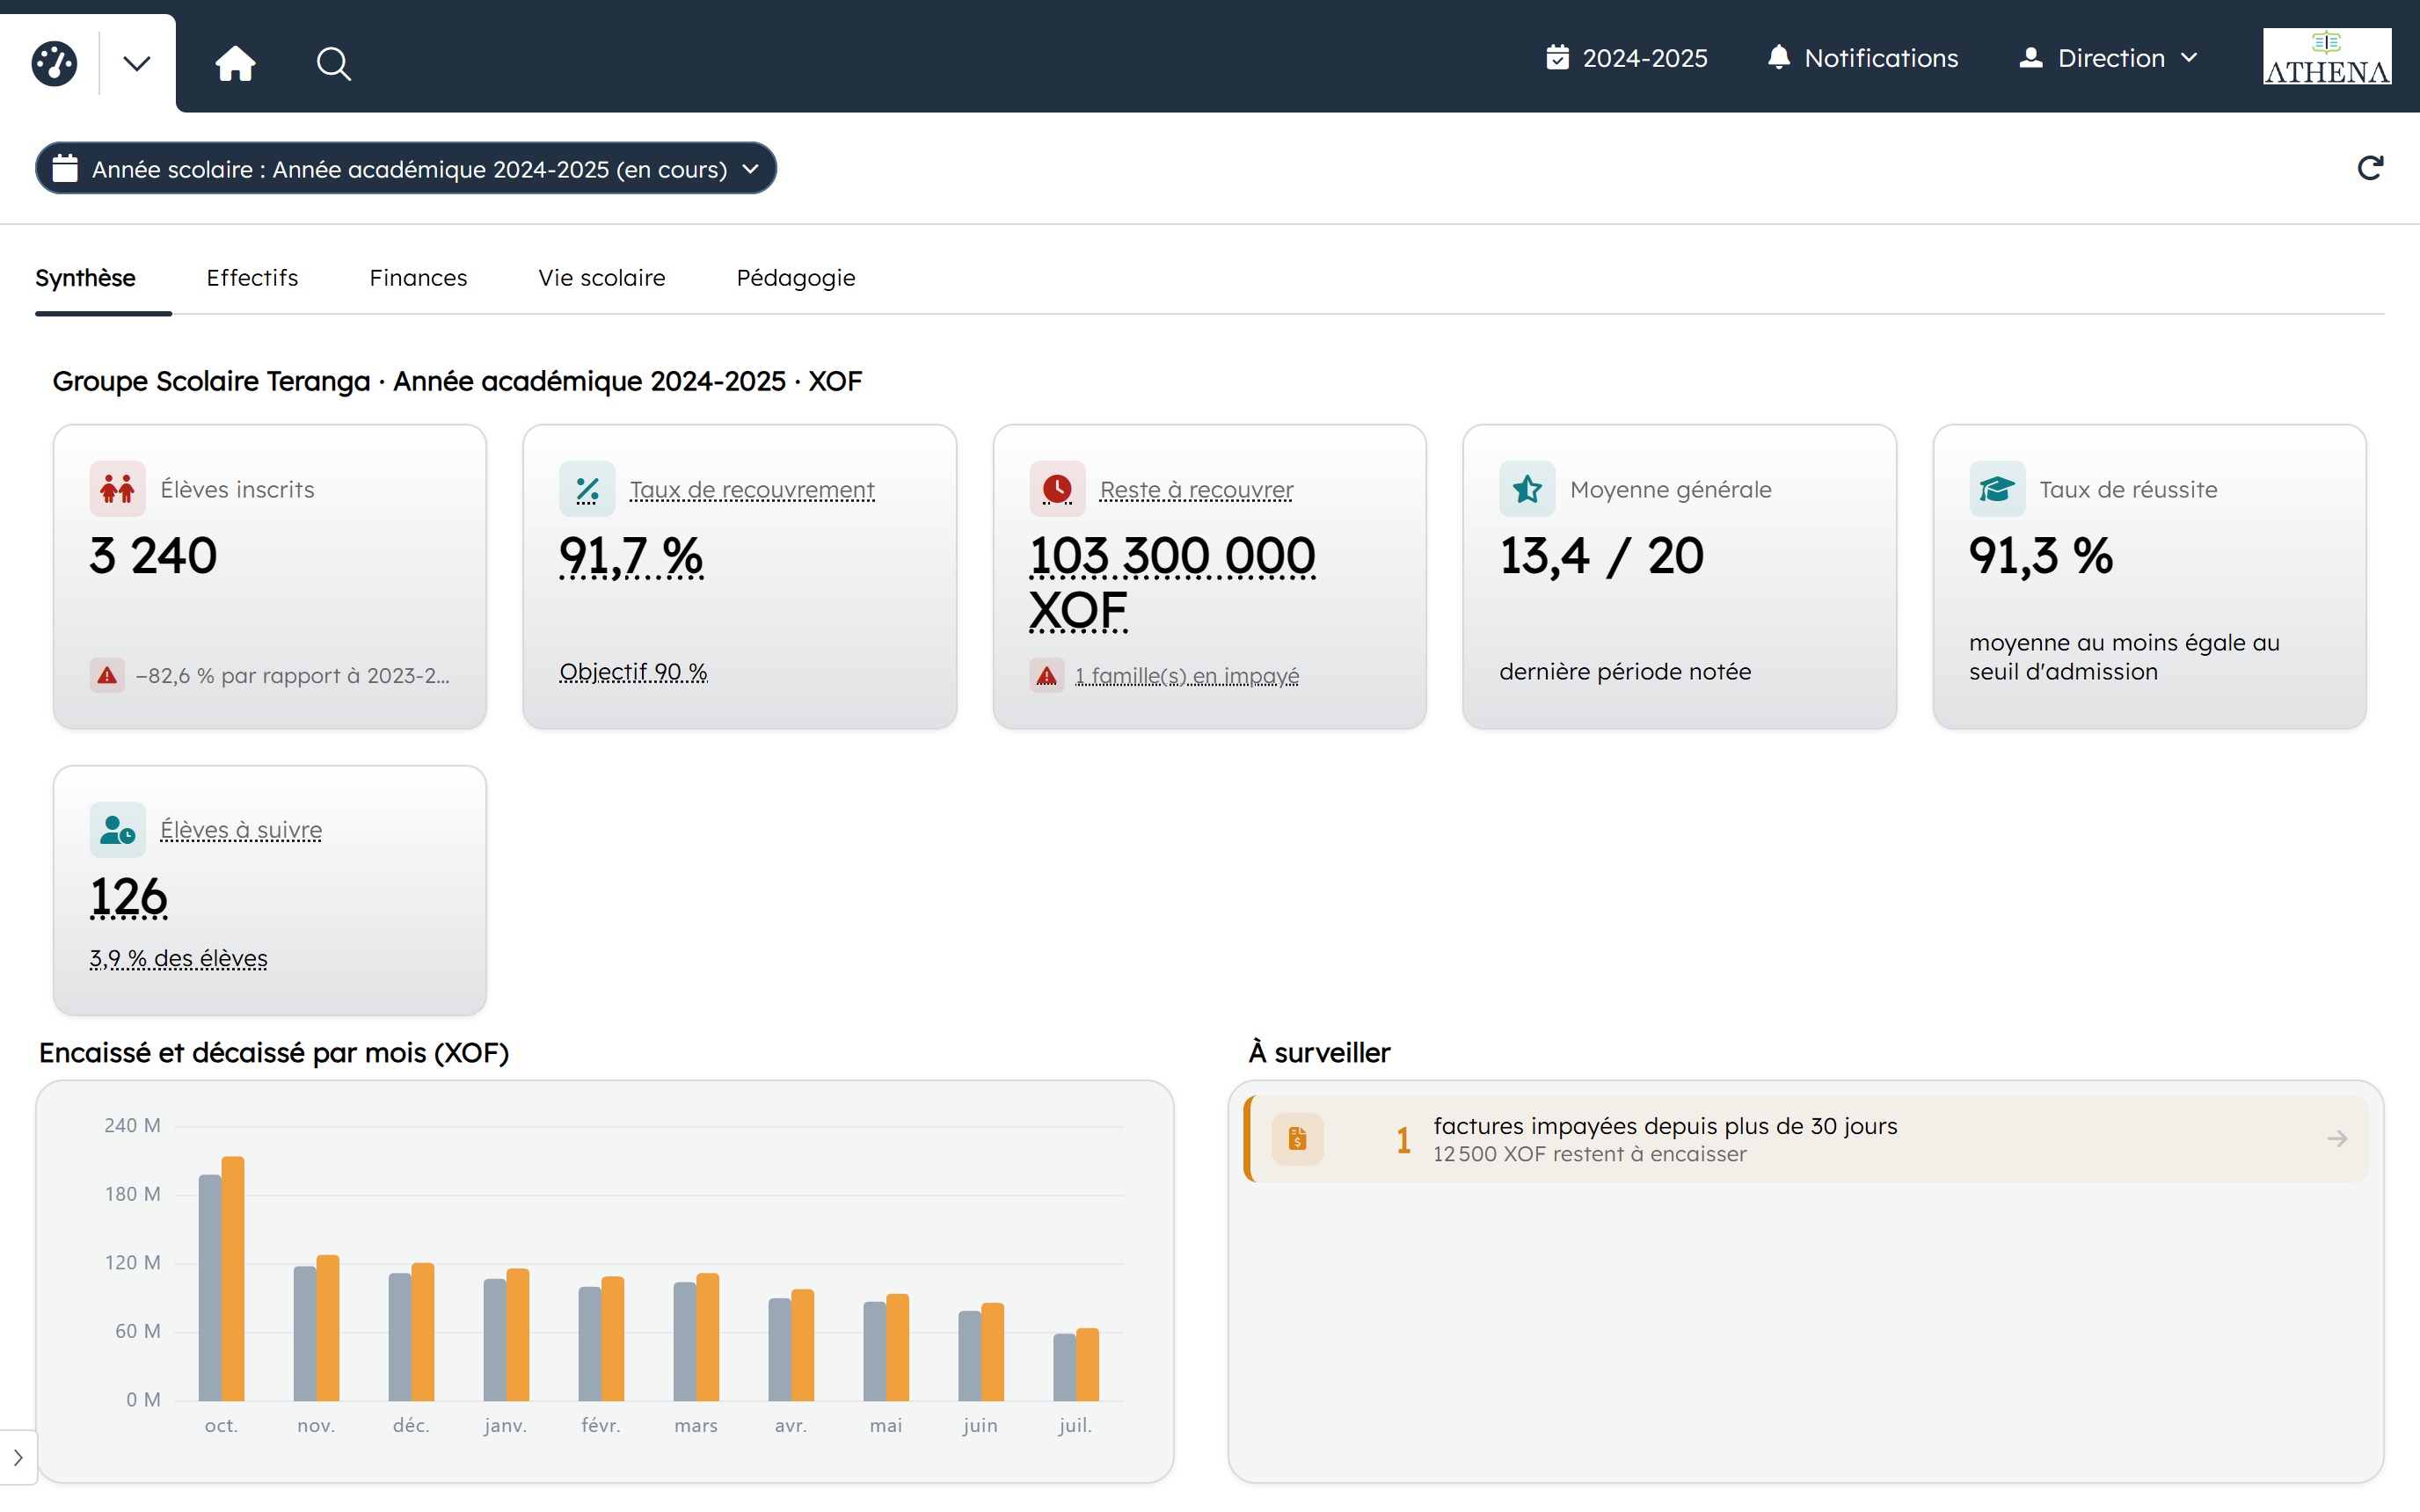 2024-2025
Notifications
Direction
ATHENA
Année scolaire : Année académique 2024-2025 (en cours)
Synthèse
Effectifs
Finances
Vie scolaire
Pédagogie
Groupe Scolaire Teranga · Année académique 2024-2025 · XOF
Élèves inscrits
3 240
−82,6 % par rapport à 2023-2...
Taux de recouvrement
91,7 %
Objectif 90 %
Reste à recouvrer
103 300 000
XOF
1 famille(s) en impayé
Moyenne générale
13,4 / 20
dernière période notée
Taux de réussite
91,3 %
moyenne au moins égale au
seuil d'admission
Élèves à suivre
126
3,9 % des élèves
Encaissé et décaissé par mois (XOF)
240 M
180 M
120 M
60 M
0 M
oct.
nov.
déc.
janv.
févr.
mars
avr.
mai
juin
juil.
À surveiller
1
factures impayées depuis plus de 30 jours
12 500 XOF restent à encaisser